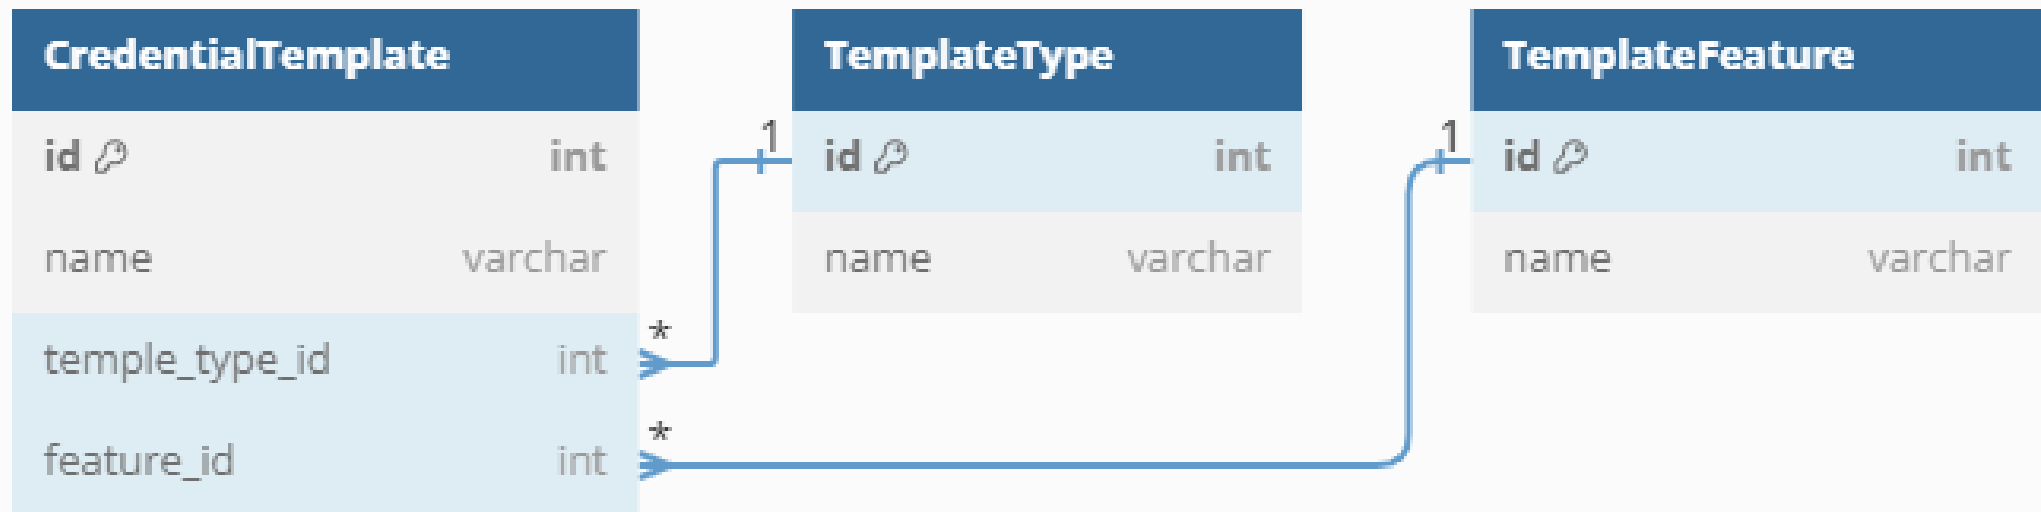 CredentialTemplate
id int
name varchar
temple_type_id int
feature_id int
*
*
1
TemplateType
id int
name varchar
1
TemplateFeature
id int
name varchar